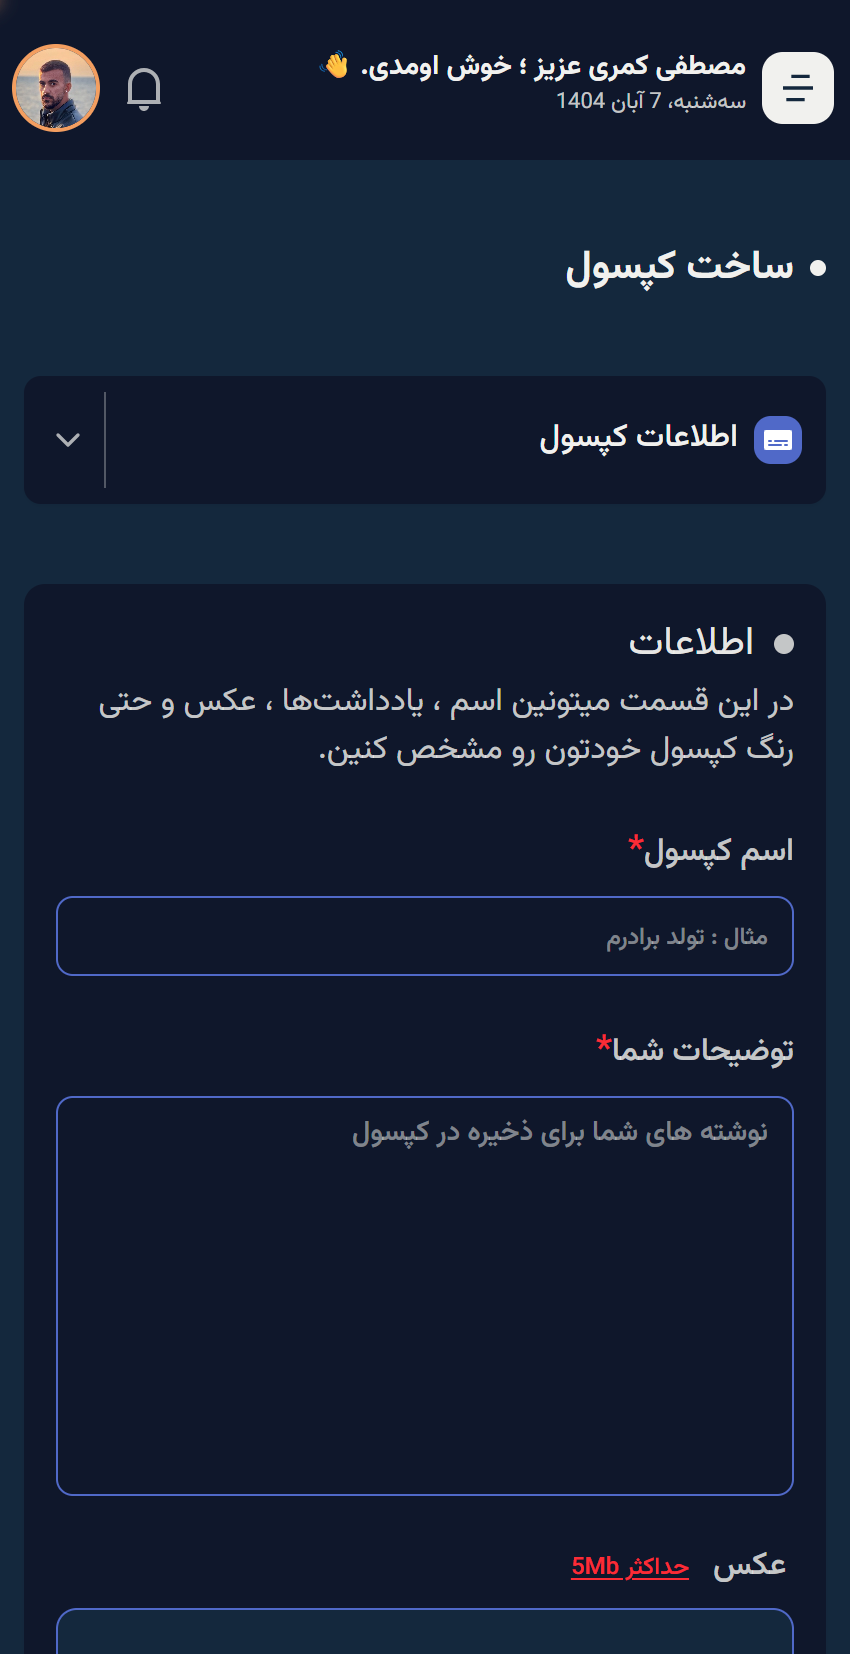 مصطفی کمری عزیز ؛ خوش اومدی. 👋
سه‌شنبه، 7 آبان 1404
ساخت کپسول
اطلاعات کپسول
اطلاعات
در این قسمت میتونین اسم ، یادداشت‌ها ، عکس و حتی
رنگ کپسول خودتون رو مشخص کنین.
اسم کپسول*
مثال : تولد برادرم
توضیحات شما*
نوشته های شما برای ذخیره در کپسول
عکس حداکثر 5Mb